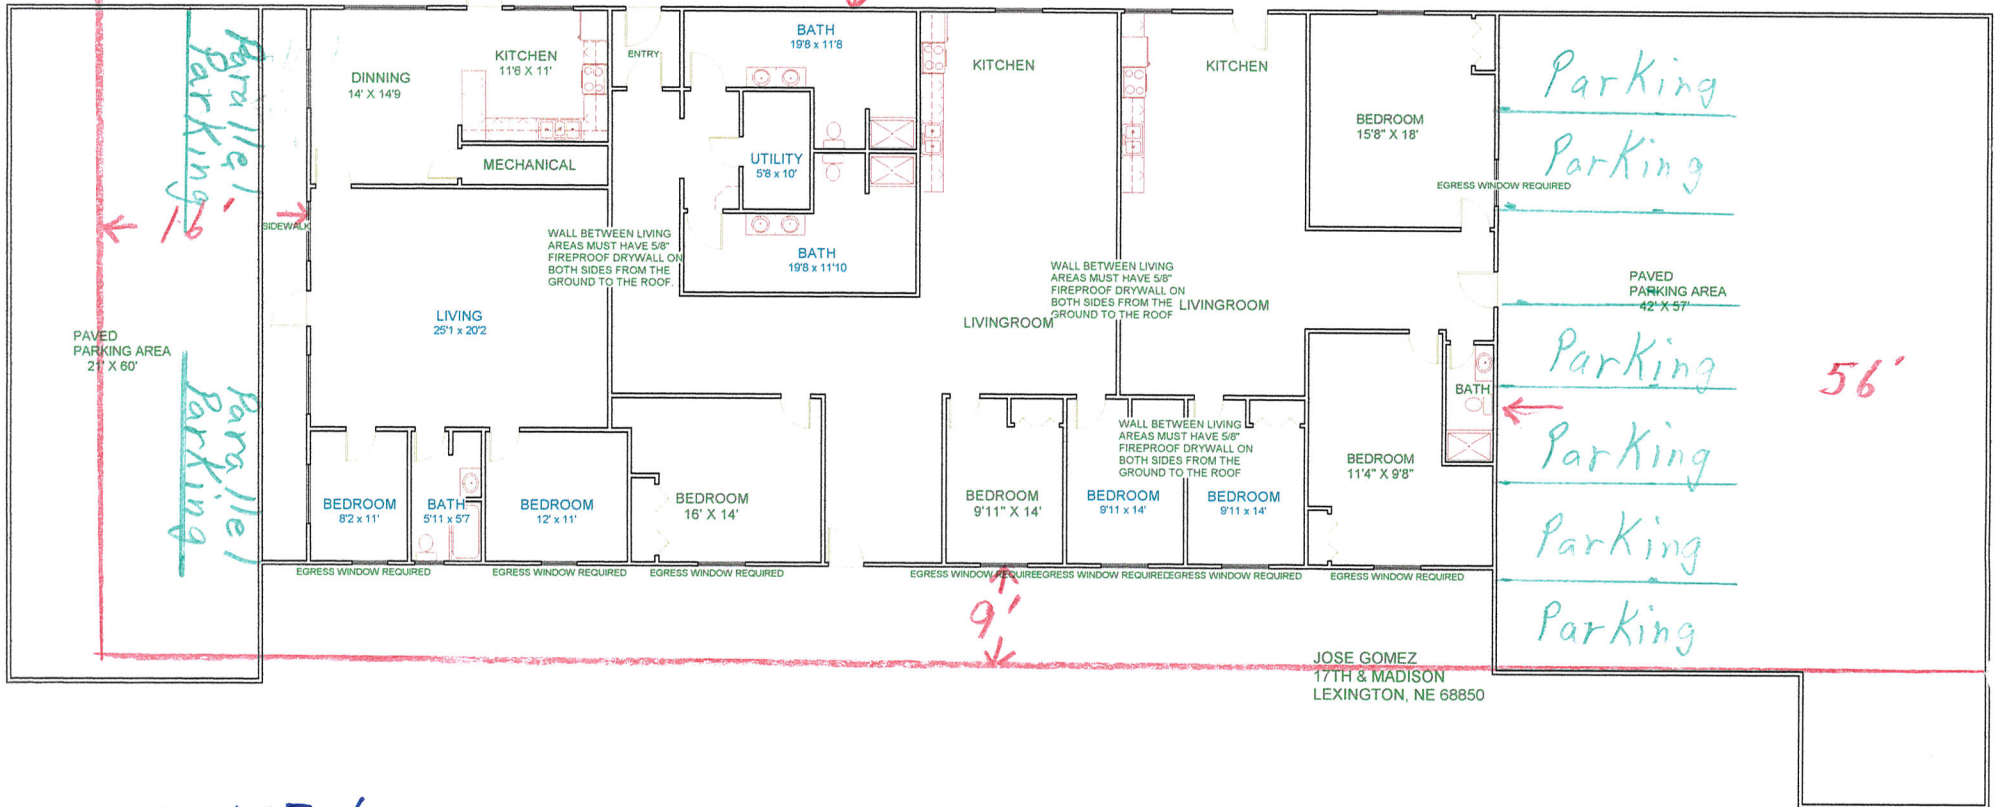 DINNING
14' X 14'9
KITCHEN
11'6 X 11'
MECHANICAL
ENTRY
BATH
19'8 x 11'8
UTILITY
5'8 x 10'
BATH
19'8 x 11'10
KITCHEN
KITCHEN
BEDROOM
15'8" X 18'
EGRESS WINDOW REQUIRED
Parallel
Parking
16'
SIDEWALK
PAVED
PARKING AREA
21' X 60'
Parallel
Parking
LIVING
25'1 x 20'2
WALL BETWEEN LIVING
AREAS MUST HAVE 5/8"
FIREPROOF DRYWALL ON
BOTH SIDES FROM THE
GROUND TO THE ROOF.
LIVINGROOM
WALL BETWEEN LIVING
AREAS MUST HAVE 5/8"
FIREPROOF DRYWALL ON
BOTH SIDES FROM THE
GROUND TO THE ROOF
LIVINGROOM
WALL BETWEEN LIVING
AREAS MUST HAVE 5/8"
FIREPROOF DRYWALL ON
BOTH SIDES FROM THE
GROUND TO THE ROOF
Parking
Parking
PAVED
PARKING AREA
42' X 57'
Parking
Parking
Parking
Parking
56'
BATH
BEDROOM
11'4" X 9'8"
BEDROOM
8'2 x 11'
BATH
5'11 x 5'7
BEDROOM
12' x 11'
BEDROOM
16' X 14'
BEDROOM
9'11" X 14'
BEDROOM
9'11 x 14'
BEDROOM
9'11 x 14'
EGRESS WINDOW REQUIRED
EGRESS WINDOW REQUIRED
EGRESS WINDOW REQUIRED
EGRESS WINDOW REQUIRED
EGRESS WINDOW REQUIRED
EGRESS WINDOW REQUIRED
EGRESS WINDOW REQUIRED
9'
JOSE GOMEZ
17TH & MADISON
LEXINGTON, NE 68850